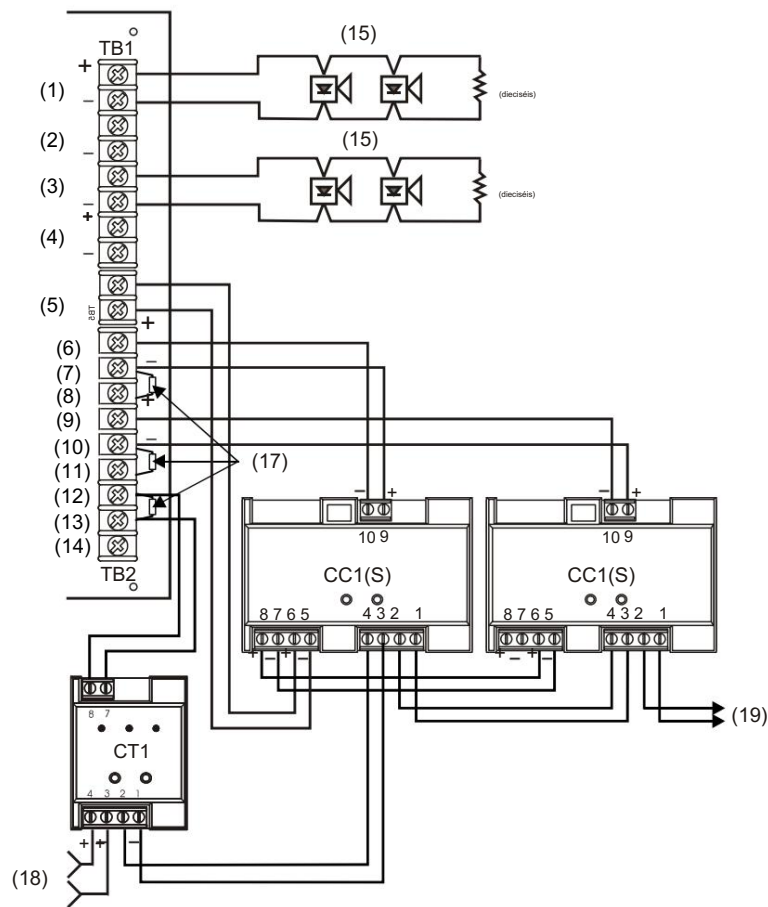 TB1
+
(1)
−
(2)
−
(3)
−
+
(4)
−
(5)
TB5
+
(6)
−
(7)
(8)
+
(9)
(10)
−
(11)
(12)
(13)
(14)
TB2
(15)
(dieciséis)
(15)
(dieciséis)
(17)
− +
10 9
CC1(S)
8 7 6 5 4 3 2 1
+ − + −
− +
10 9
CC1(S)
8 7 6 5 4 3 2 1
+ − + −
(19)
8 7
CT1
4 3 2 1
+ + − −
(18)